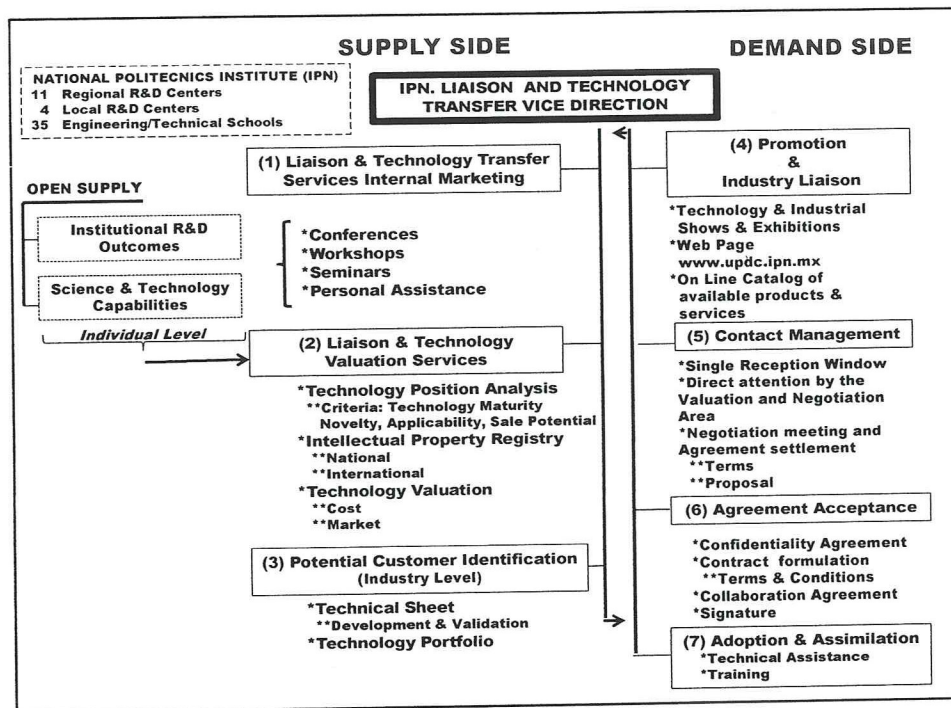 SUPPLY SIDE
DEMAND SIDE
NATIONAL POLITECNICS INSTITUTE (IPN)
11 Regional R&D Centers
4 Local R&D Centers
35 Engineering/Technical Schools
IPN. LIAISON AND TECHNOLOGY
TRANSFER VICE DIRECTION
(1) Liaison & Technology Transfer
Services Internal Marketing
OPEN SUPPLY
Institutional R&D
Outcomes
Science & Technology
Capabilities
Individual Level
*Conferences
*Workshops
*Seminars
*Personal Assistance
(2) Liaison & Technology
Valuation Services
*Technology Position Analysis
**Criteria: Technology Maturity
Novelty, Applicability, Sale Potential
*Intellectual Property Registry
**National
**International
*Technology Valuation
**Cost
**Market
(3) Potential Customer Identification
(Industry Level)
*Technical Sheet
**Development & Validation
*Technology Portfolio
(4) Promotion
&
Industry Liaison
*Technology & Industrial
Shows & Exhibitions
*Web Page
www.updc.ipn.mx
*On Line Catalog of
available products &
services
(5) Contact Management
*Single Reception Window
*Direct attention by the
Valuation and Negotiation
Area
*Negotiation meeting and
Agreement settlement
**Terms
**Proposal
(6) Agreement Acceptance
*Confidentiality Agreement
*Contract formulation
**Terms & Conditions
*Collaboration Agreement
*Signature
(7) Adoption & Assimilation
*Technical Assistance
*Training